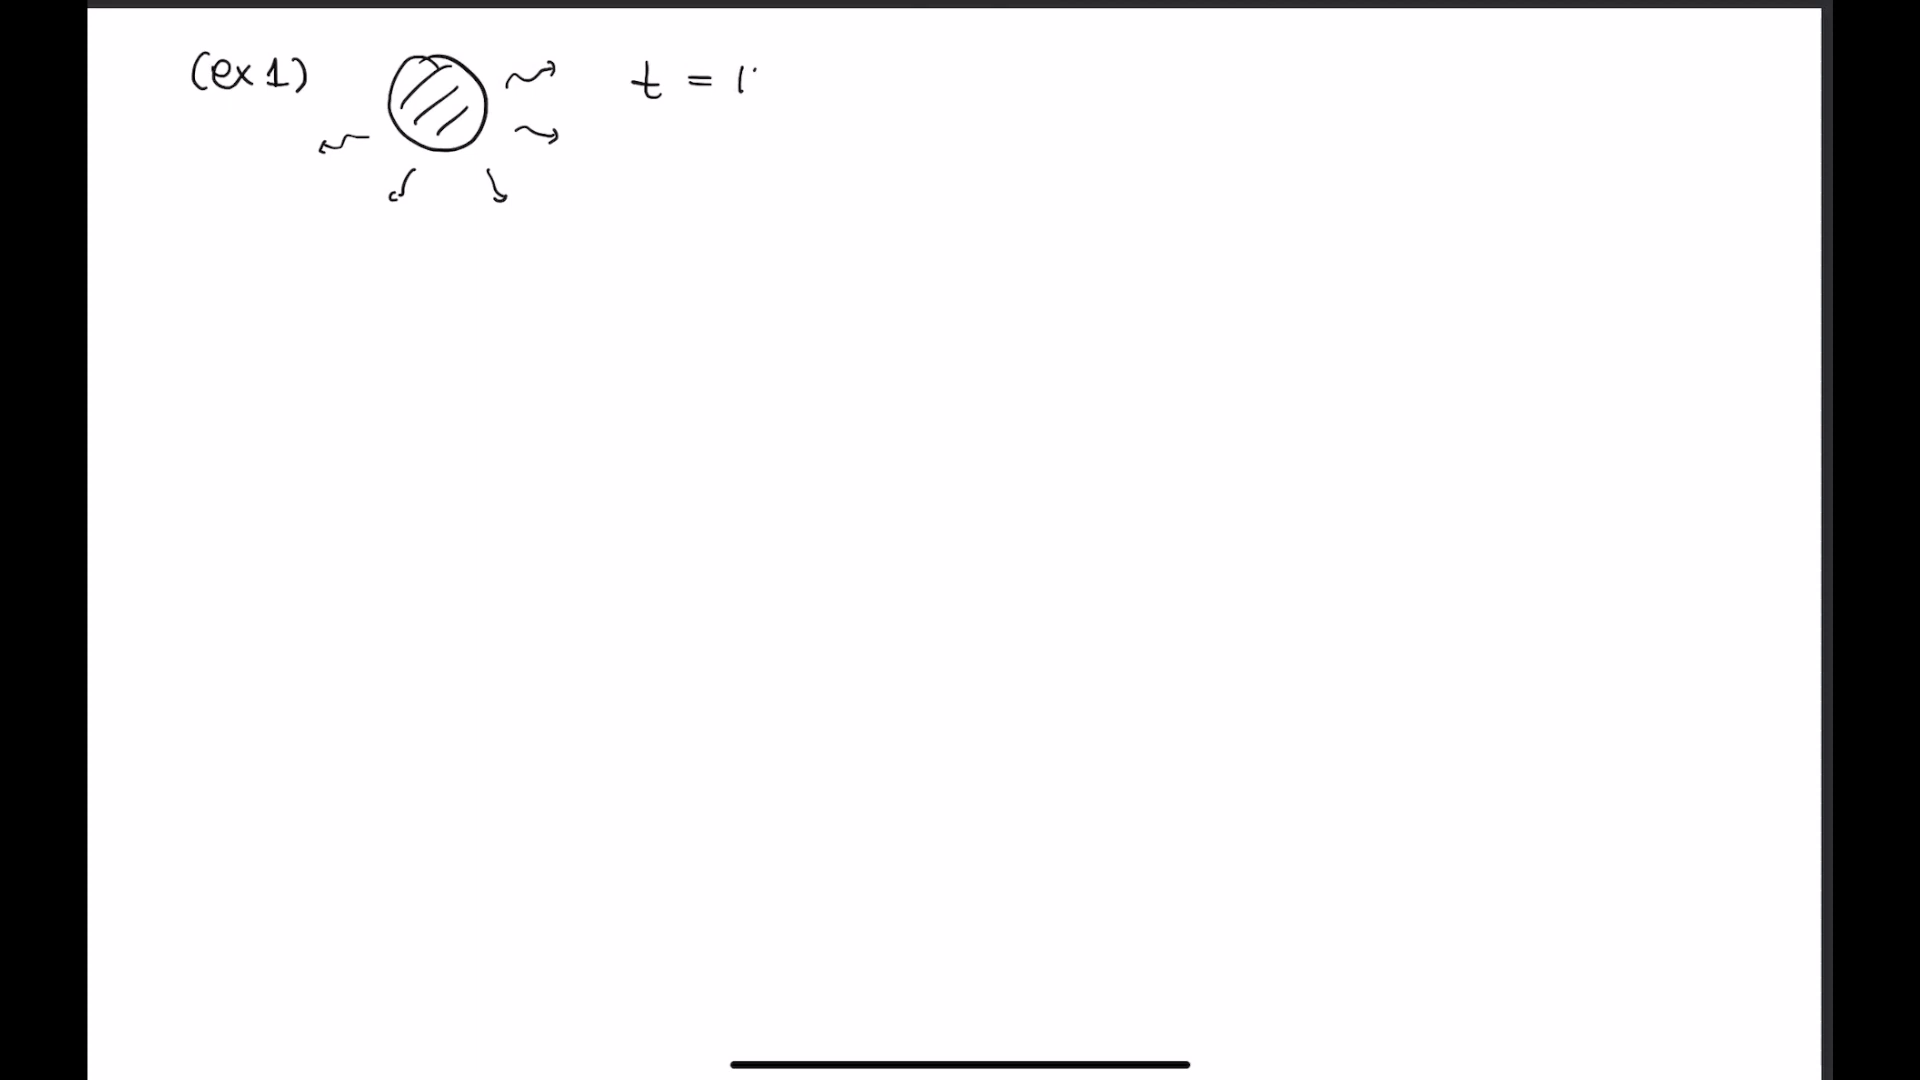 (ex 1) t =